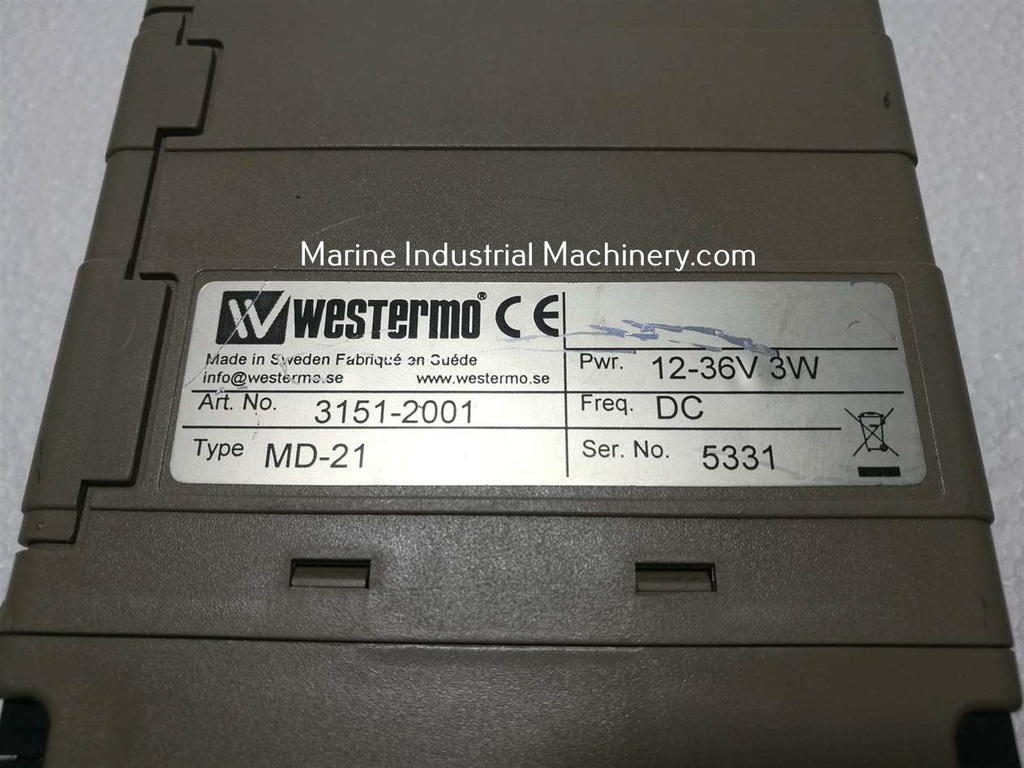 Marine Industrial Machinery.com
WESTERMO® CE
Made in Sweden Fabriqué en Suéde
info@westermo.se www.westermo.se
Pwr. 12-36V 3W
Art. No. 3151-2001
Freq. DC
Type MD-21
Ser. No. 5331